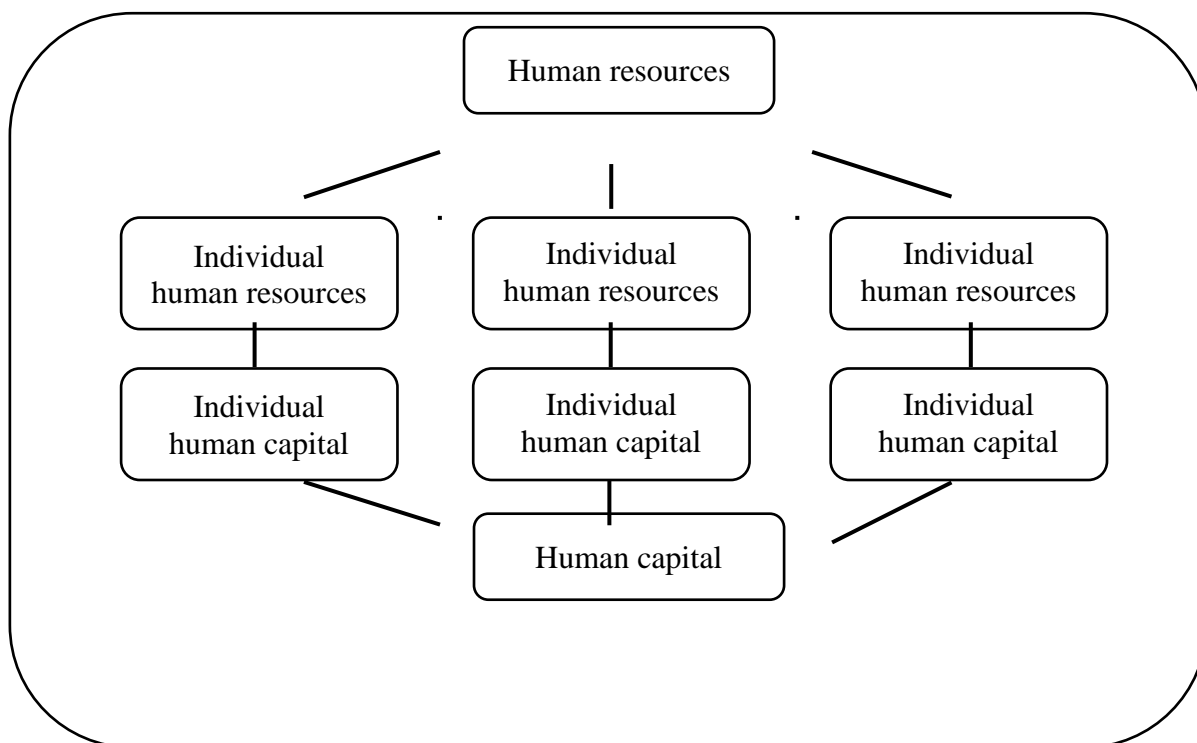 Human resources
Individual
human resources
Individual
human resources
Individual
human resources
Individual
human capital
Individual
human capital
Individual
human capital
Human capital